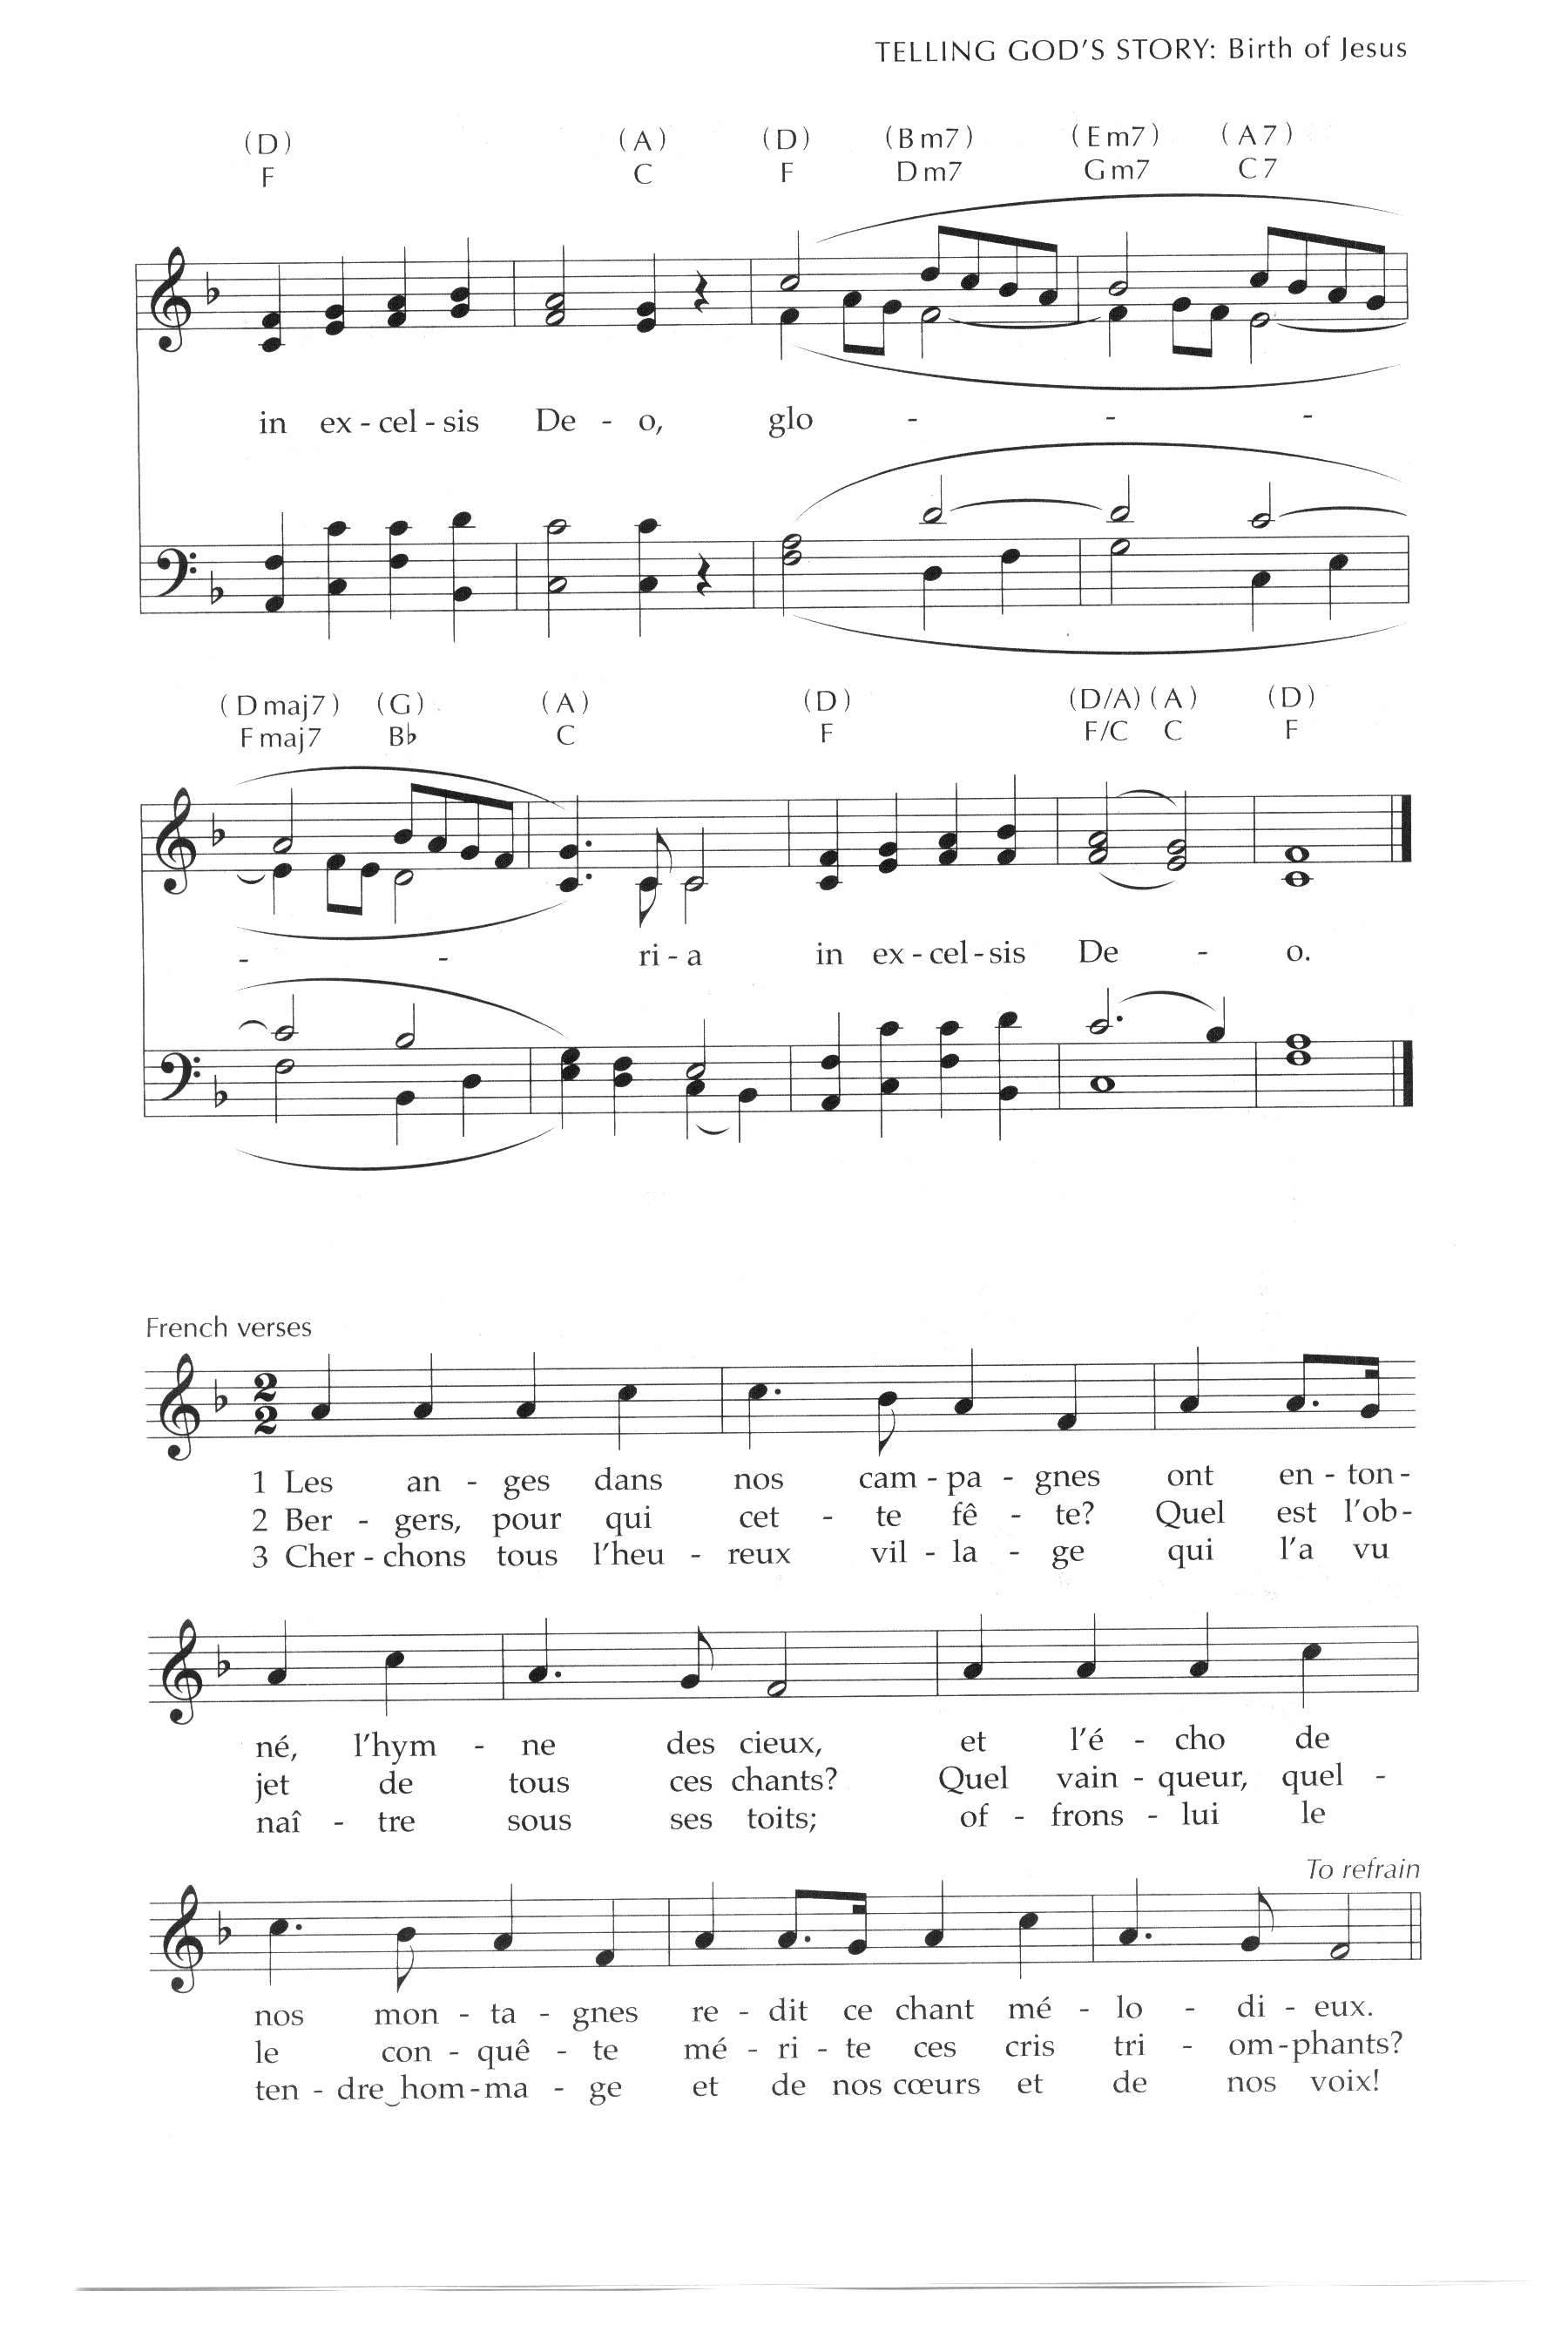 TELLING GOD'S STORY: Birth of Jesus
(D) (A) (D) (Bm7) (Em7) (A7)
F C F Dm7 Gm7 C7
in ex - cel - sis De - o, glo - - -
(Dmaj7) (G) (A) (D) (D/A) (A) (D)
Fmaj7 B♭ C F F/C C F
- - ri - a in ex - cel - sis De - o.
French verses
2
2
1 Les an - ges dans nos cam - pa - gnes ont en - ton -
2 Ber - gers, pour qui cet - te fê - te? Quel est l'ob -
3 Cher - chons tous l'heu - reux vil - la - ge qui l'a vu
né, l'hym - ne des cieux, et l'é - cho de
jet de tous ces chants? Quel vain - queur, quel -
naî - tre sous ses toits; of - frons - lui le
To refrain
nos mon - ta - gnes re - dit ce chant mé - lo - di - eux.
le con - quê - te mé - ri - te ces cris tri - om - phants?
ten - dre‿hom - ma - ge et de nos cœurs et de nos voix!